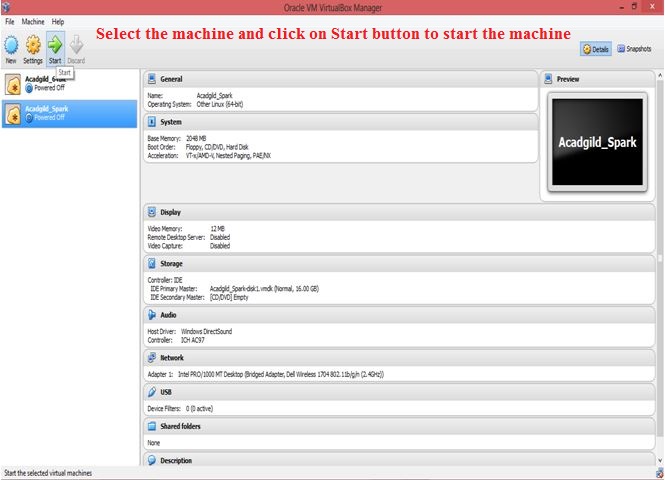 Oracle VM VirtualBox Manager
File Machine Help
Select the machine and click on Start button to start the machine
New Settings Start Discard
Details Snapshots
Start
Powered Off
Acadgild_Spark
Powered Off
General
Name: Acadgild_Spark
Operating System: Other Linux (64-bit)
System
Base Memory: 2048 MB
Boot Order: Floppy, CD/DVD, Hard Disk
Acceleration: VT-x/AMD-V, Nested Paging, PAE/NX
Preview
Acadgild_Spark
Display
Video Memory: 12 MB
Remote Desktop Server: Disabled
Video Capture: Disabled
Storage
Controller: IDE
IDE Primary Master: Acadgild_Spark-disk1.vmdk (Normal, 16.00 GB)
IDE Secondary Master: [CD/DVD] Empty
Audio
Host Driver: Windows DirectSound
Controller: ICH AC97
Network
Adapter 1: Intel PRO/1000 MT Desktop (Bridged Adapter, Dell Wireless 1704 802.11b/g/n (2.4GHz))
USB
Device Filters: 0 (0 active)
Shared folders
None
Description
Start the selected virtual machines